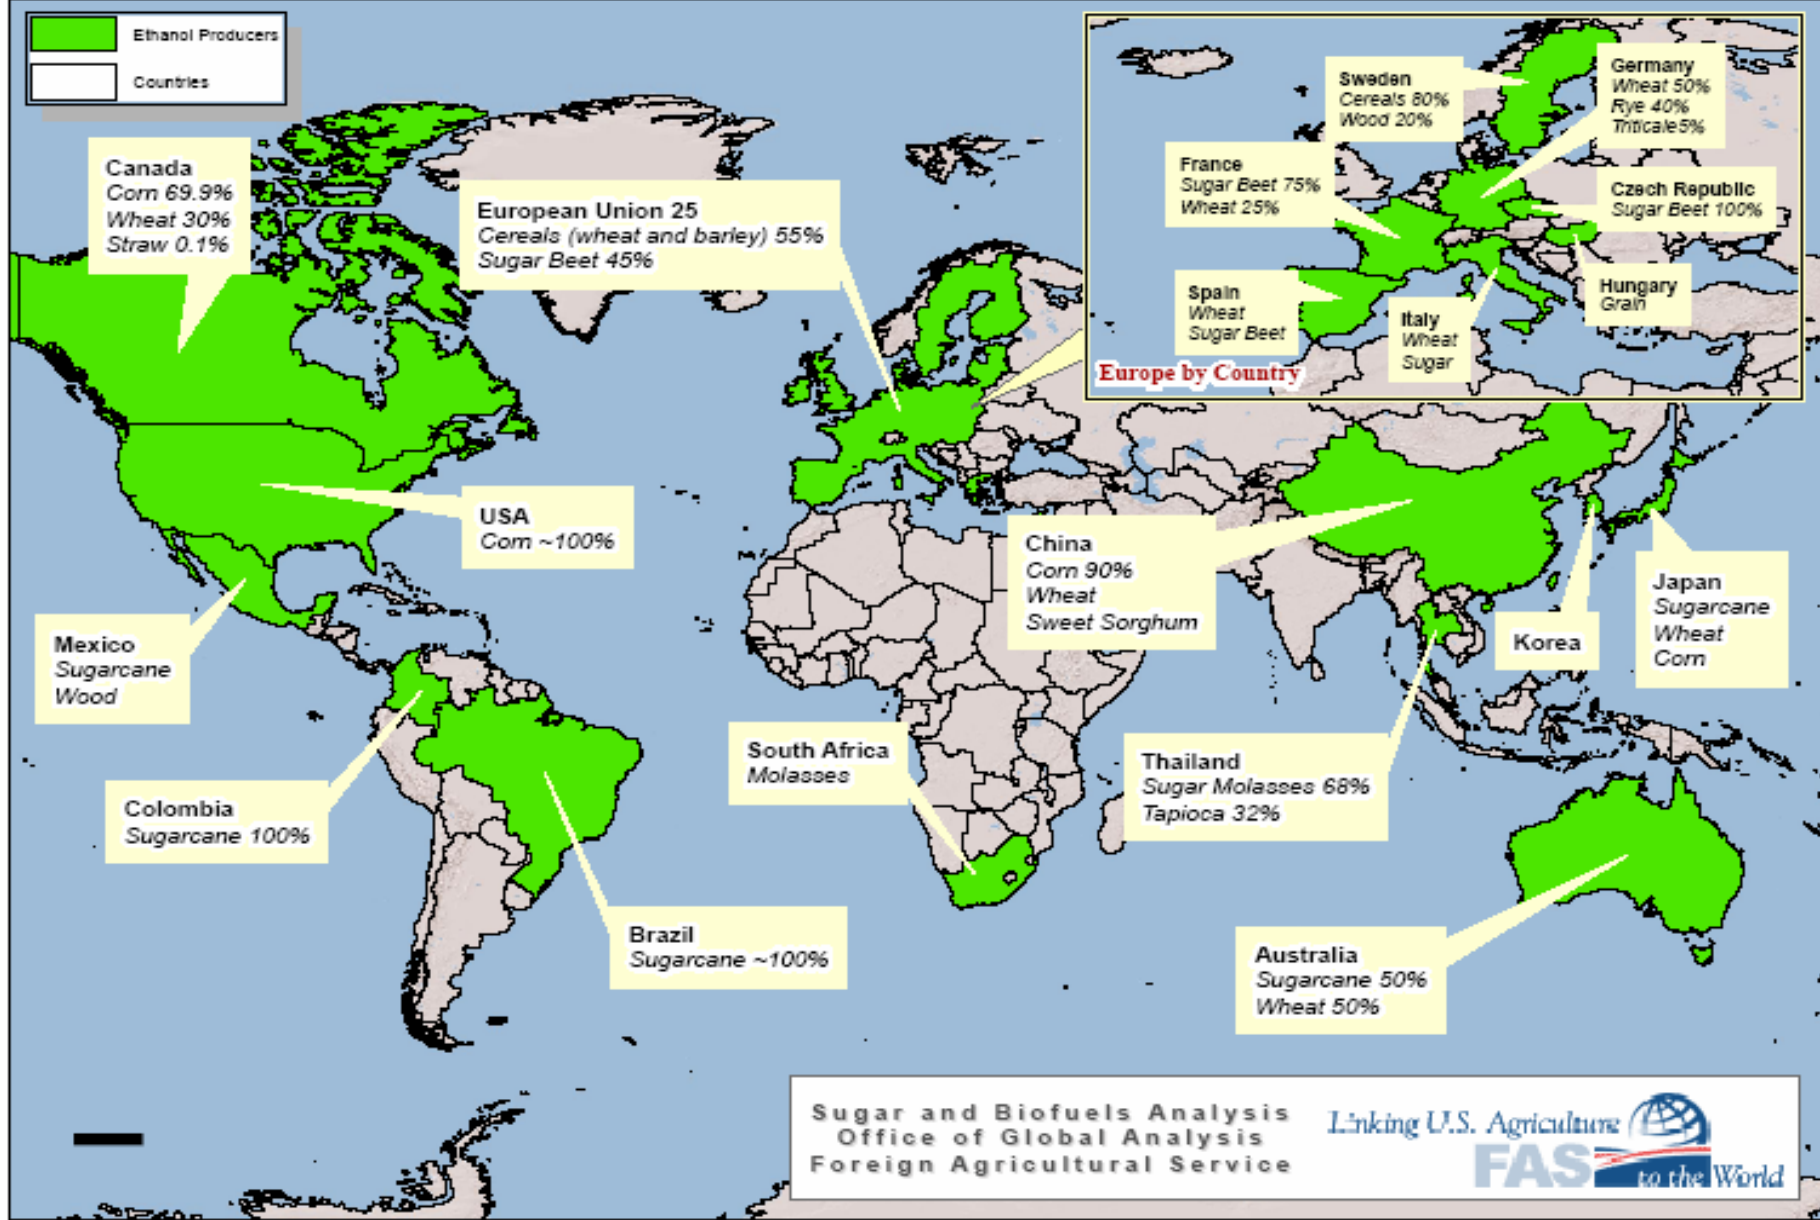 Ethanol Producers
Countries
Canada
Corn 69.9%
Wheat 30%
Straw 0.1%
European Union 25
Cereals (wheat and barley) 55%
Sugar Beet 45%
Sweden
Cereals 80%
Wood 20%
Germany
Wheat 50%
Rye 40%
Triticale5%
France
Sugar Beet 75%
Wheat 25%
Czech Republic
Sugar Beet 100%
Spain
Wheat
Sugar Beet
Italy
Wheat
Sugar
Hungary
Grain
Europe by Country
USA
Corn ~100%
China
Corn 90%
Wheat
Sweet Sorghum
Korea
Japan
Sugarcane
Wheat
Corn
Mexico
Sugarcane
Wood
Colombia
Sugarcane 100%
South Africa
Molasses
Thailand
Sugar Molasses 68%
Tapioca 32%
Brazil
Sugarcane ~100%
Australia
Sugarcane 50%
Wheat 50%
Sugar and Biofuels Analysis
Office of Global Analysis
Foreign Agricultural Service
Linking U.S. Agriculture
FAS
to the World